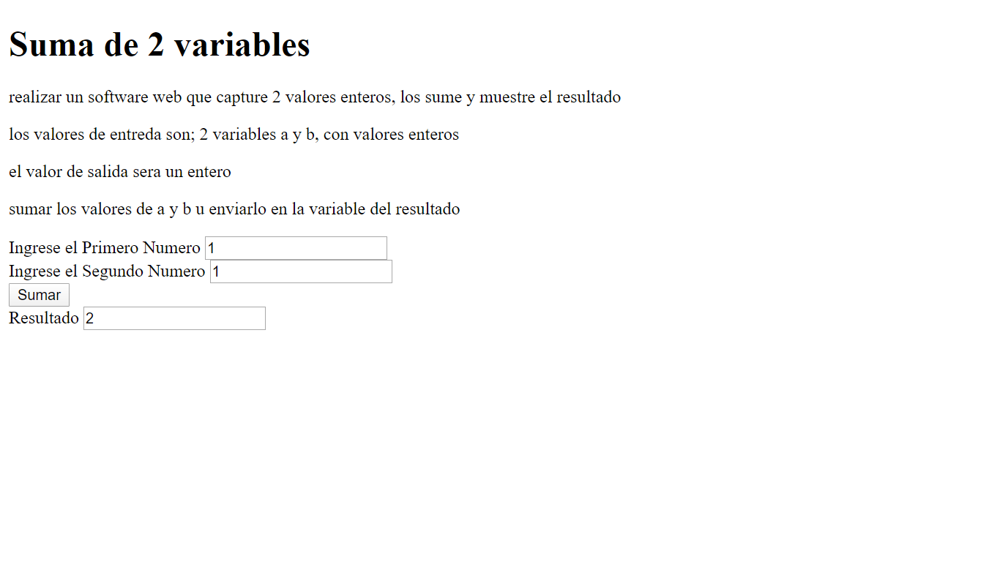 Suma de 2 variables
realizar un software web que capture 2 valores enteros, los sume y muestre el resultado
los valores de entreda son; 2 variables a y b, con valores enteros
el valor de salida sera un entero
sumar los valores de a y b u enviarlo en la variable del resultado
Ingrese el Primero Numero 1
Ingrese el Segundo Numero 1
Sumar
Resultado 2